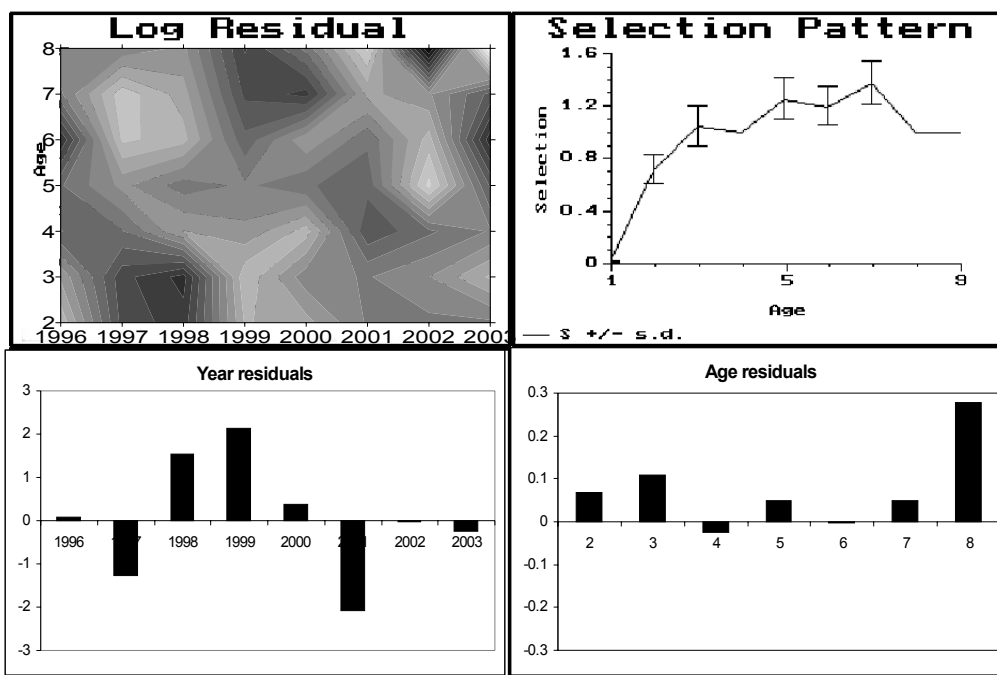 Log Residual
8
7
6
5
4
3
2
Age
1996 1997 1998 1999 2000 2001 2002 2003
Selection Pattern
1.6
1.2
0.8
0.4
0
Selection
1 5 9
Age
S +/- s.d.
Year residuals
3
2
1
0
-1
-2
-3
1996 1997 1998 1999 2000 2001 2002 2003
Age residuals
0.3
0.2
0.1
0
-0.1
-0.2
-0.3
2 3 4 5 6 7 8